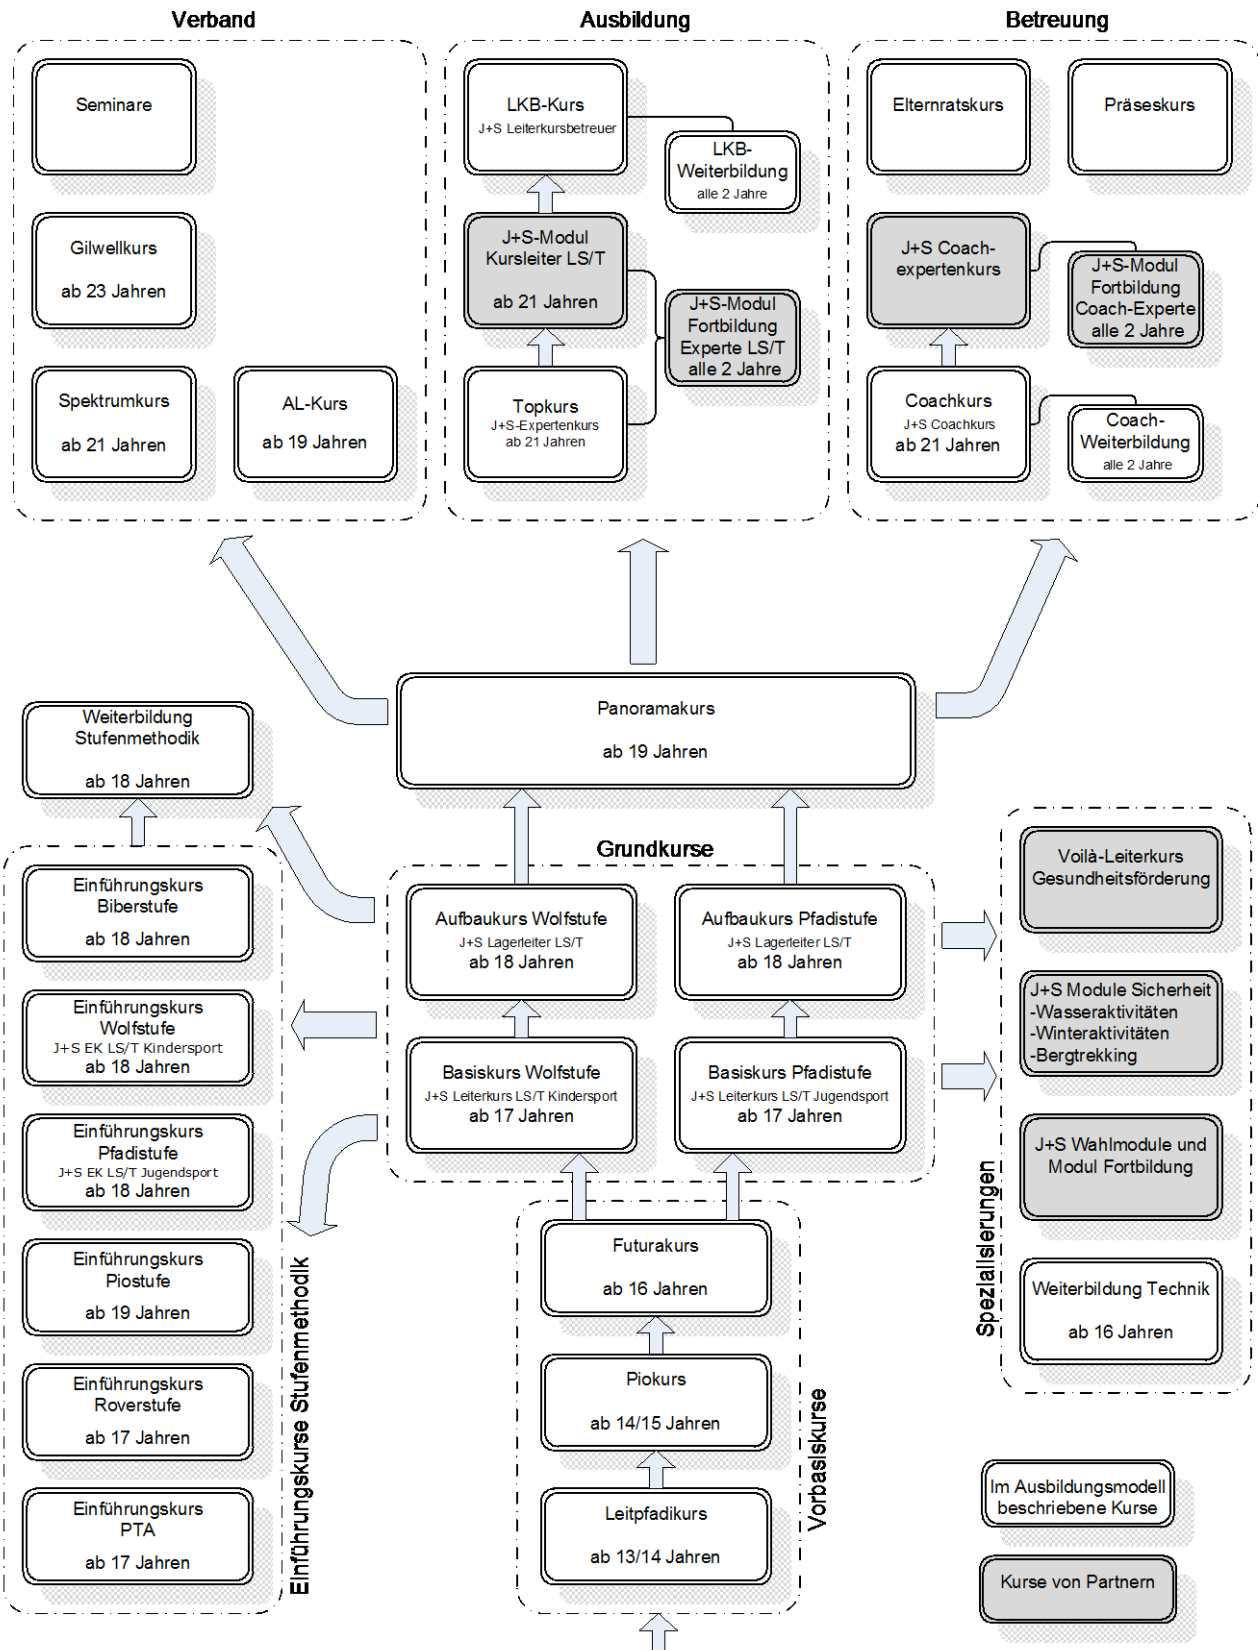 Verband
Ausbildung
Betreuung
Seminare
Gilwellkurs
ab 23 Jahren
Spektrumkurs
ab 21 Jahren
AL-Kurs
ab 19 Jahren
LKB-Kurs
J+S Leiterkursbetreuer
LKB-
Weiterbildung
alle 2 Jahre
J+S-Modul
Kursleiter LS/T
ab 21 Jahren
J+S-Modul
Fortbildung
Experte LS/T
alle 2 Jahre
Topkurs
J+S-Expertenkurs
ab 21 Jahren
Elternratskurs
Präseskurs
J+S Coach-
expertenkurs
J+S-Modul
Fortbildung
Coach-Experte
alle 2 Jahre
Coachkurs
J+S Coachkurs
ab 21 Jahren
Coach-
Weiterbildung
alle 2 Jahre
Panoramakurs
ab 19 Jahren
Weiterbildung
Stufenmethodik
ab 18 Jahren
Einführungskurs
Biberstufe
ab 18 Jahren
Einführungskurs
Wolfstufe
J+S EK LS/T Kindersport
ab 18 Jahren
Einführungskurs
Pfadistufe
J+S EK LS/T Jugendsport
ab 18 Jahren
Einführungskurs
Piostufe
ab 19 Jahren
Einführungskurs
Roverstufe
ab 17 Jahren
Einführungskurs
PTA
ab 17 Jahren
Einführungskurse Stufenmethodik
Grundkurse
Aufbaukurs Wolfstufe
J+S Lagerleiter LS/T
ab 18 Jahren
Aufbaukurs Pfadistufe
J+S Lagerleiter LS/T
ab 18 Jahren
Basiskurs Wolfstufe
J+S Leiterkurs LS/T Kindersport
ab 17 Jahren
Basiskurs Pfadistufe
J+S Leiterkurs LS/T Jugendsport
ab 17 Jahren
Futurakurs
ab 16 Jahren
Piokurs
ab 14/15 Jahren
Leitpfadikurs
ab 13/14 Jahren
Vorbasiskurse
Voilà-Leiterkurs
Gesundheitsförderung
J+S Module Sicherheit
-Wasseraktivitäten
-Winteraktivitäten
-Bergtrekking
J+S Wahlmodule und
Modul Fortbildung
Weiterbildung Technik
ab 16 Jahren
Spezialisierungen
Im Ausbildungsmodell
beschriebene Kurse
Kurse von Partnern